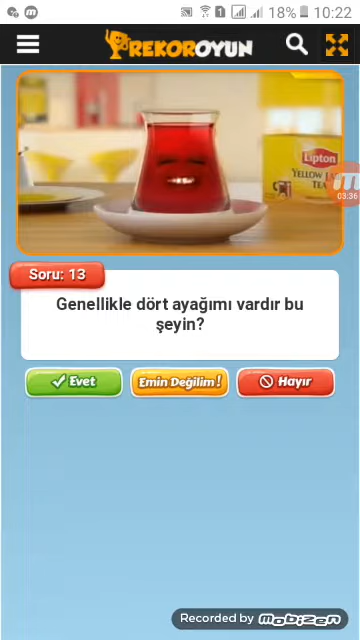 18% 10:22
REKOROYUN
Lipton
YELLOW LABEL
TEA
03:36
Soru: 13
Genellikle dört ayağımı vardır bu
şeyin?
Evet
Emin Değilim!
Hayır
Recorded by mobizen